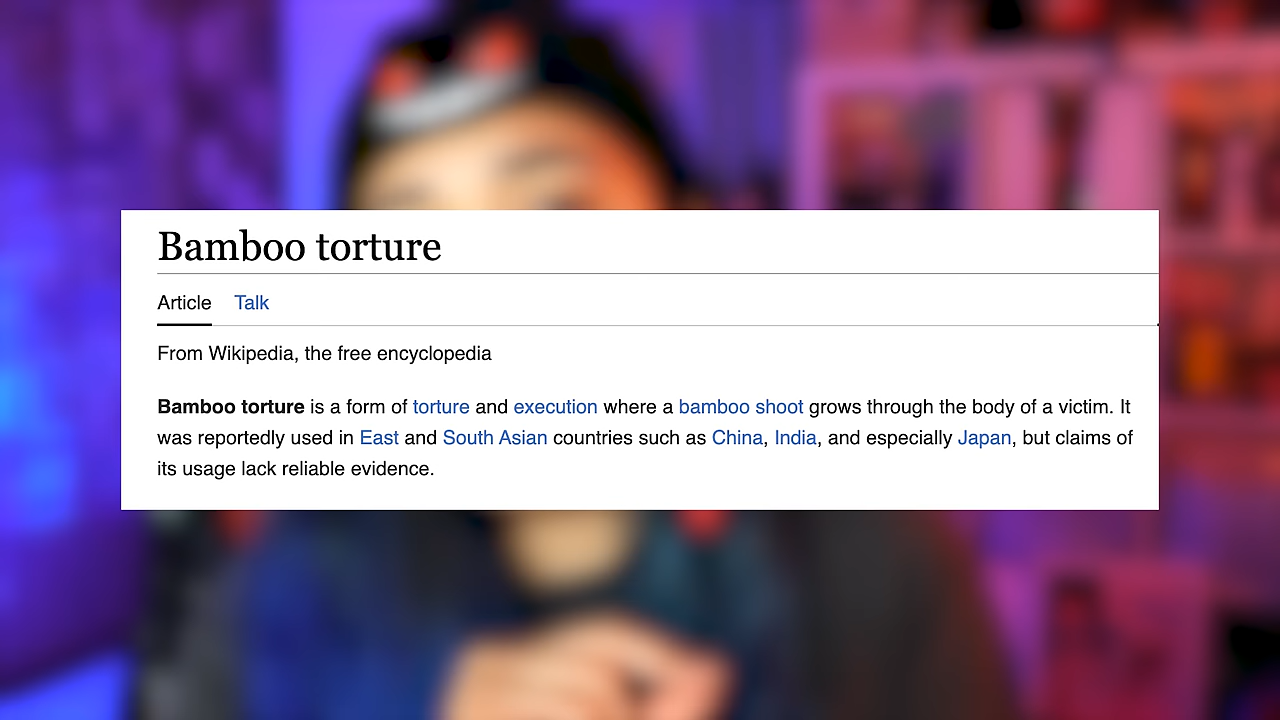 Bamboo torture
Article Talk
From Wikipedia, the free encyclopedia
Bamboo torture is a form of torture and execution where a bamboo shoot grows through the body of a victim. It
was reportedly used in East and South Asian countries such as China, India, and especially Japan, but claims of
its usage lack reliable evidence.